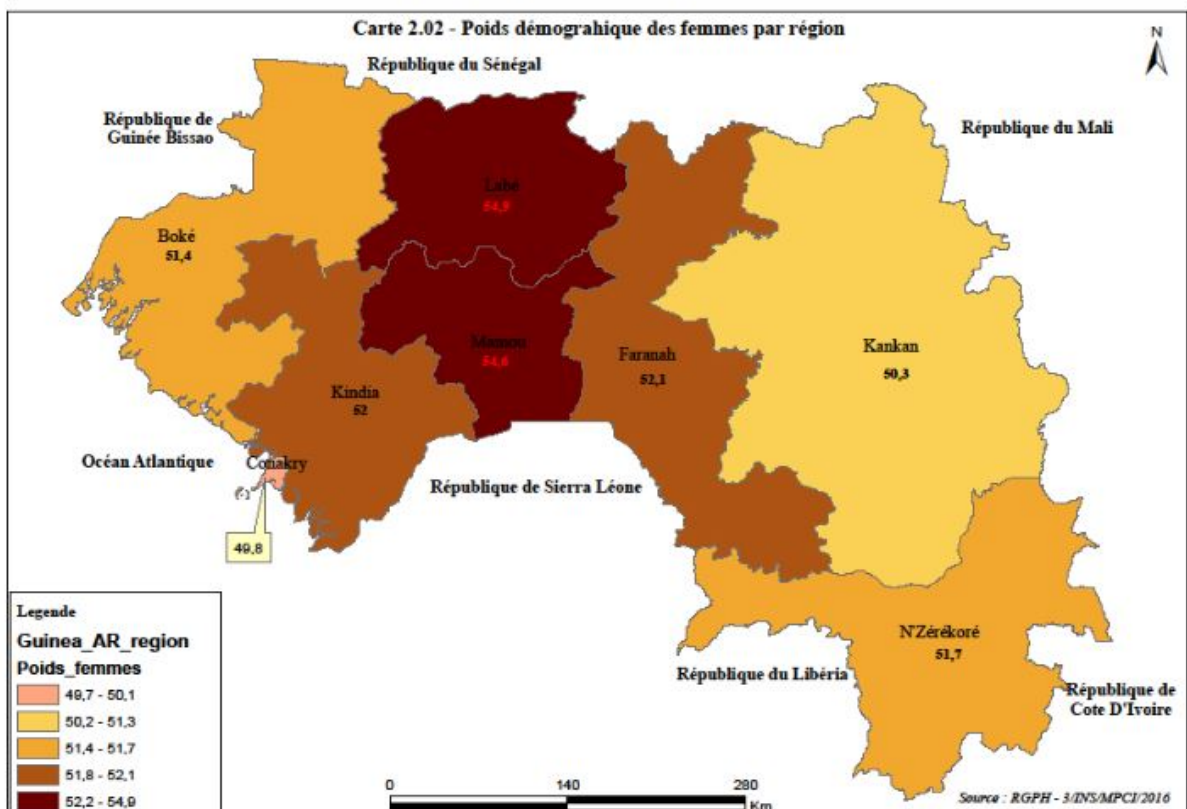 Carte 2.02 - Poids démograhique des femmes par région
N
République du Sénégal
République de
Guinée Bissao
République du Mali
Labé
54,9
Boké
51,4
Mamou
54,6
Faranah
52,1
Kankan
50,3
Kindia
52
Océan Atlantique
Conakry
République de Sierra Léone
49,8
N'Zérékoré
51,7
République du Libéria
République de
Cote D'Ivoire
Legende
Guinea_AR_region
Poids_femmes
49,7 - 50,1
50,2 - 51,3
51,4 - 51,7
51,8 - 52,1
52,2 - 54,9
0 140 280
Km
Source : RGPH - 3/INS/MPCI/2016